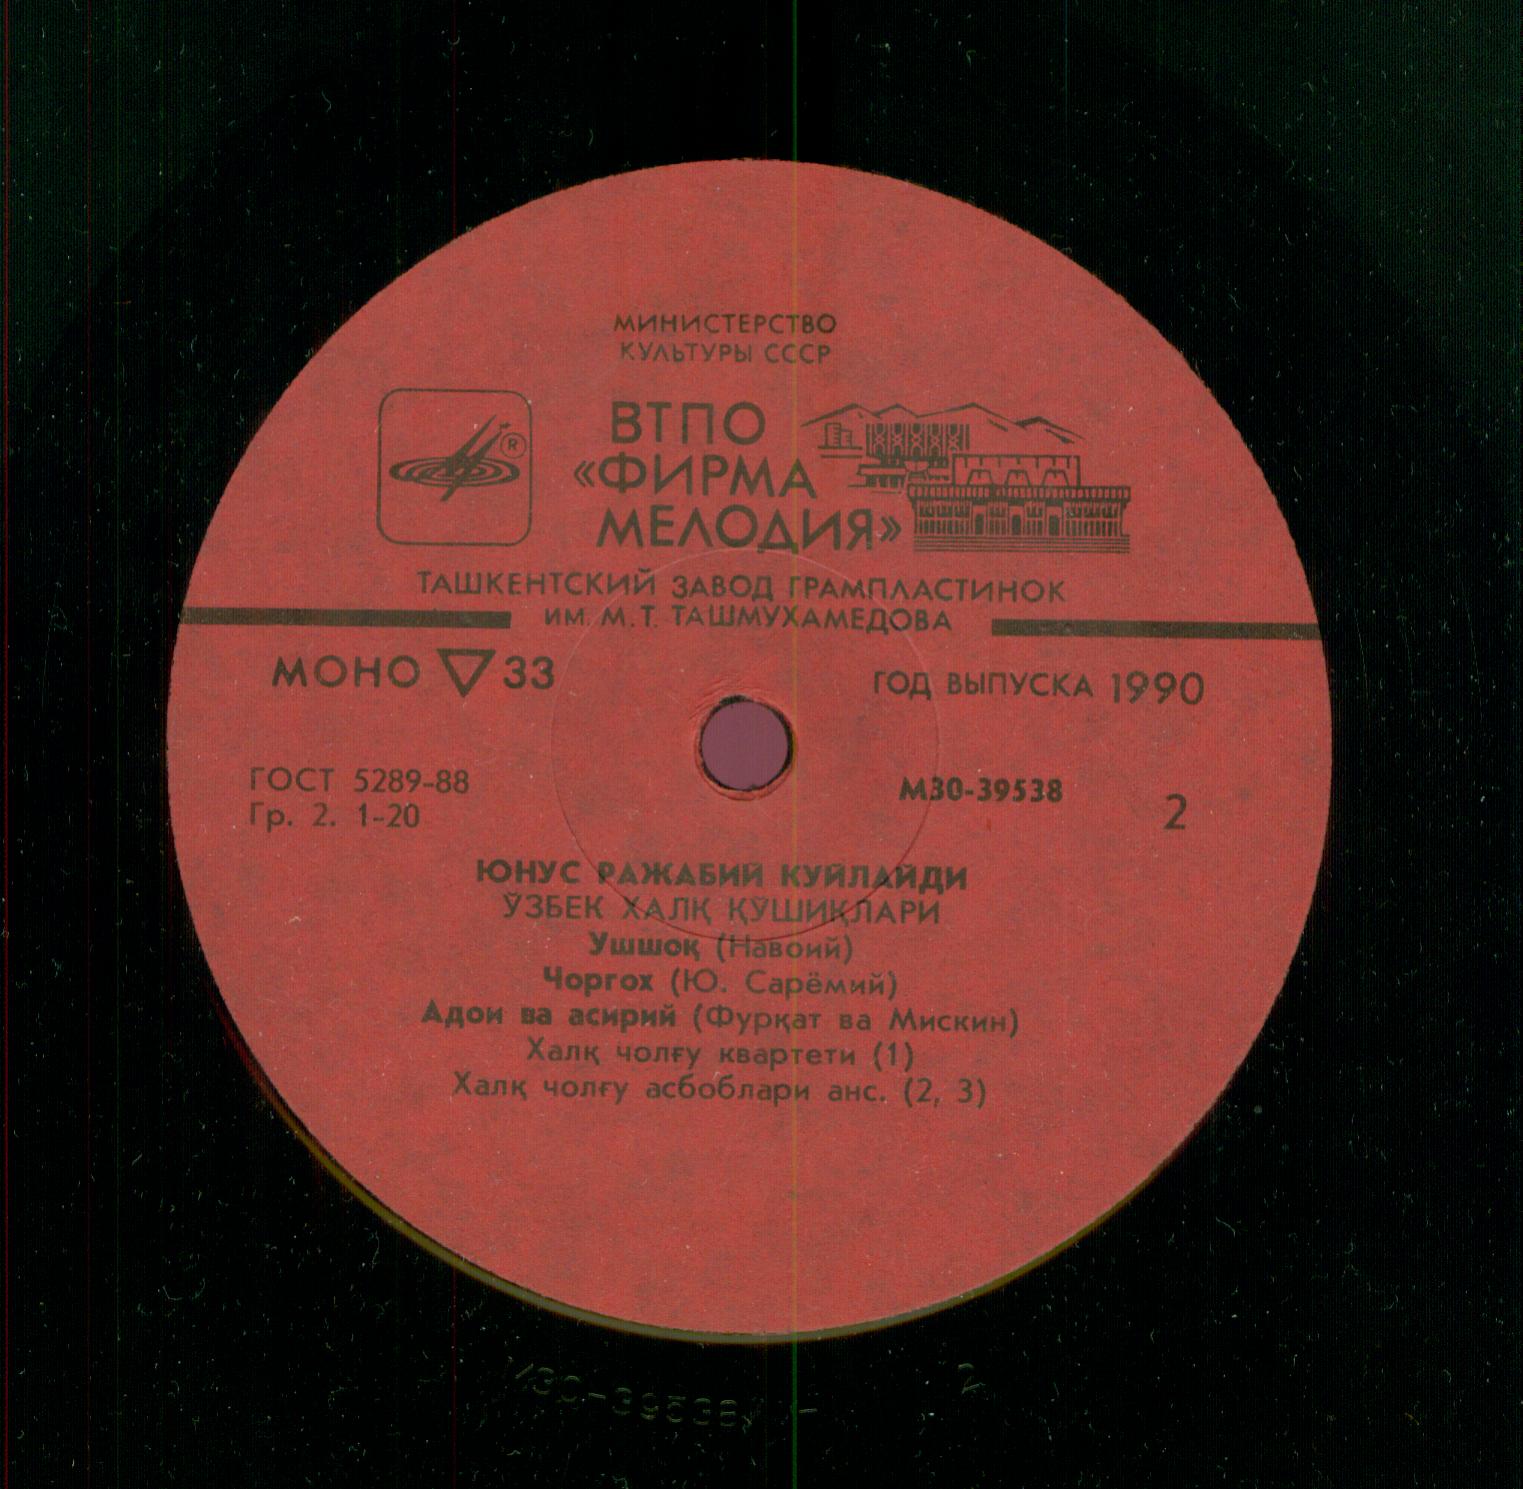 МИНИСТЕРСТВО
КУЛЬТУРЫ СССР
ВТПО
«ФИРМА
МЕЛОДИЯ»
ТАШКЕНТСКИЙ ЗАВОД ГРАМПЛАСТИНОК
ИМ. М. Т. ТАШМУХАМЕДОВА
МОНО 33
ГОД ВЫПУСКА 1990
ГОСТ 5289-88
Гр. 2. 1-20
М30-39538
2
ЮНУС РАЖАБИЙ КУЙЛАЙДИ
ЎЗБЕК ХАЛҚ ҚЎШИҚЛАРИ
Ушшоқ (Навоий)
Чоргох (Ю. Сарёмий)
Адои ва асирий (Фурқат ва Мискин)
Халқ чолғу квартети (1)
Халқ чолғу асбоблари анс. (2, 3)